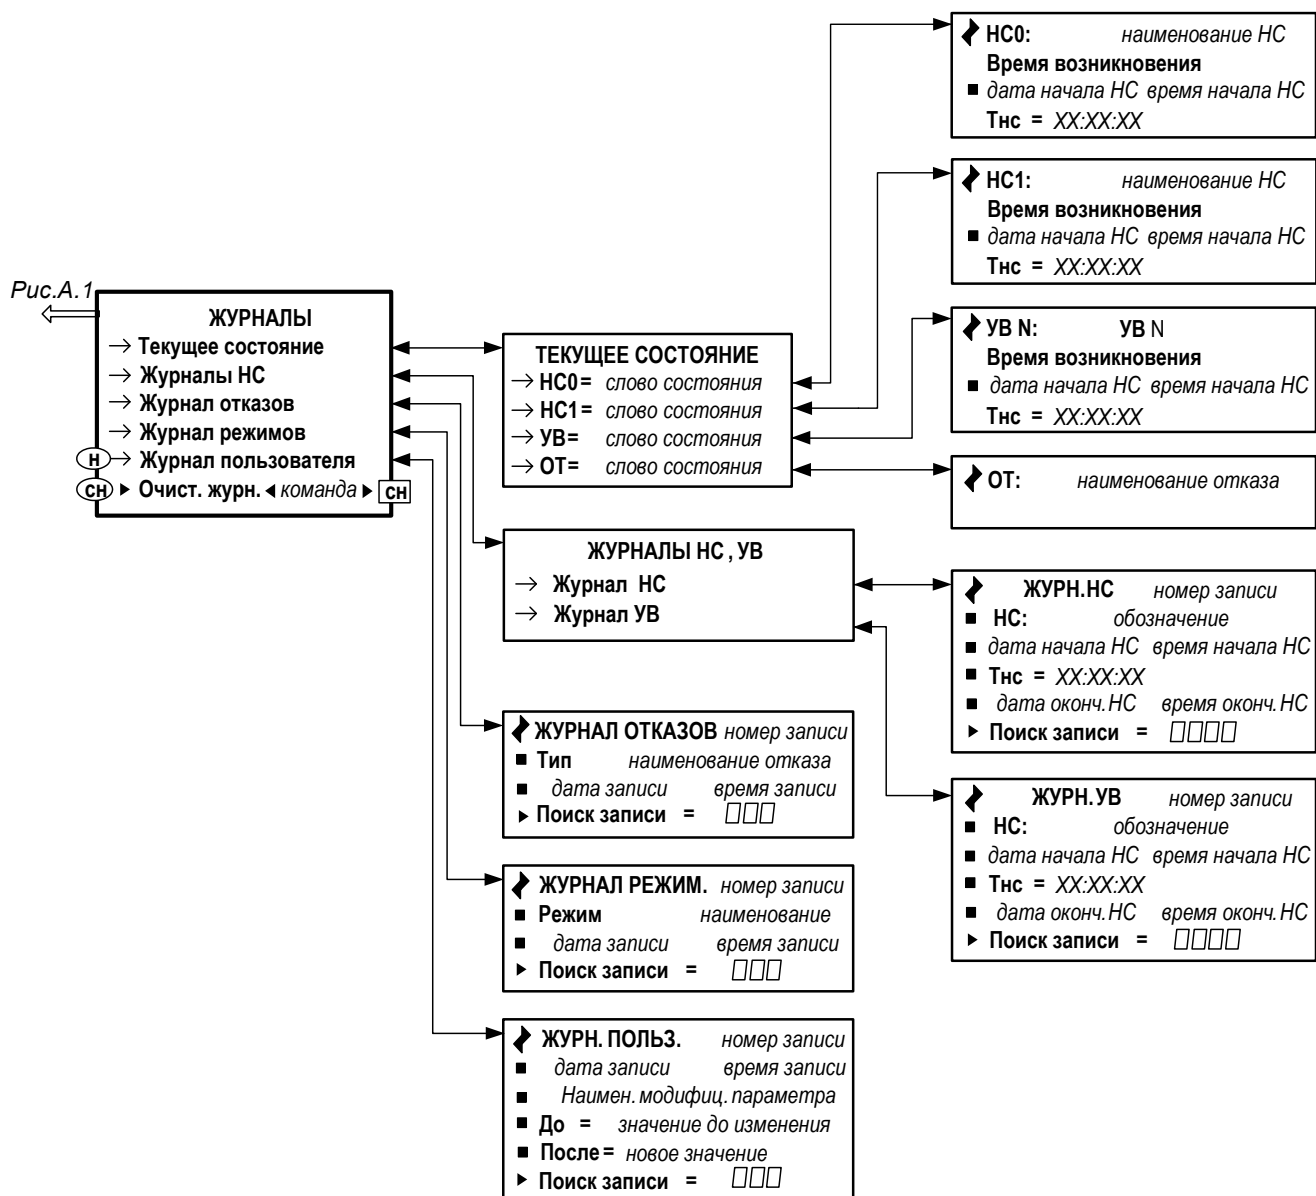 Рис.А.1
ЖУРНАЛЫ
→ Текущее состояние
→ Журналы НС
→ Журнал отказов
→ Журнал режимов
Н → Журнал пользователя
СН ▸ Очист. журн. ◂ команда ▸ СН
ТЕКУЩЕЕ СОСТОЯНИЕ
→ НС0= слово состояния
→ НС1= слово состояния
→ УВ= слово состояния
→ ОТ= слово состояния
ЖУРНАЛЫ НС , УВ
→ Журнал НС
→ Журнал УВ
ЖУРНАЛ ОТКАЗОВ номер записи
Тип наименование отказа
дата записи время записи
Поиск записи =
ЖУРНАЛ РЕЖИМ. номер записи
Режим наименование
дата записи время записи
Поиск записи =
ЖУРН. ПОЛЬЗ. номер записи
дата записи время записи
Наимен. модифиц. параметра
До = значение до изменения
После = новое значение
Поиск записи =
НС0: наименование НС
Время возникновения
дата начала НС время начала НС
Тнс = XX:XX:XX
НС1: наименование НС
Время возникновения
дата начала НС время начала НС
Тнс = XX:XX:XX
УВ N: УВ N
Время возникновения
дата начала НС время начала НС
Тнс = XX:XX:XX
ОТ: наименование отказа
ЖУРН.НС номер записи
НС: обозначение
дата начала НС время начала НС
Тнс = XX:XX:XX
дата оконч. НС время оконч. НС
Поиск записи =
ЖУРН. УВ номер записи
НС: обозначение
дата начала НС время начала НС
Тнс = XX:XX:XX
дата оконч. НС время оконч. НС
Поиск записи =